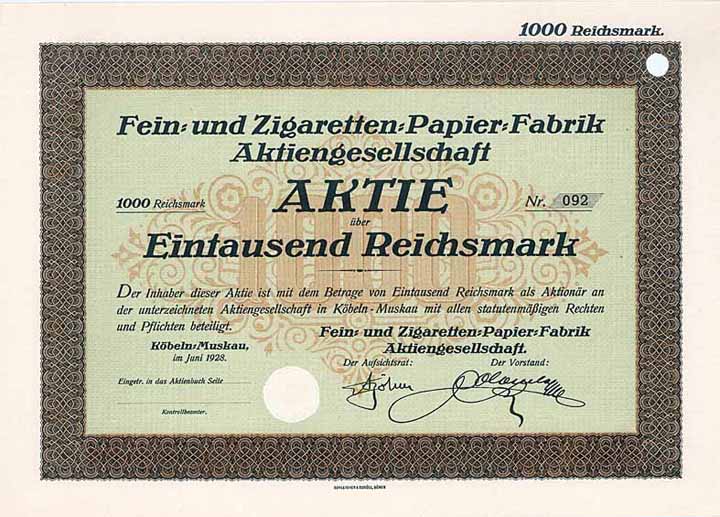 1000 Reichsmark.
Fein- und Zigaretten-Papier-Fabrik
Aktiengesellschaft
AKTIE
1000 Reichsmark
Nr. 092
über
Eintausend Reichsmark
Der Inhaber dieser Aktie ist mit dem Betrage von Eintausend Reichsmark als Aktionär an
der unterzeichneten Aktiengesellschaft in Köbeln-Muskau mit allen statutenmäßigen Rechten
und Pflichten beteiligt.
Fein- und Zigaretten-Papier-Fabrik
Aktiengesellschaft.
Köbeln-Muskau,
im Juni 1928.
Der Aufsichtsrat:
Der Vorstand:
Eingetr. in das Aktienbuch Seite
Kontrollbeamter.
1000